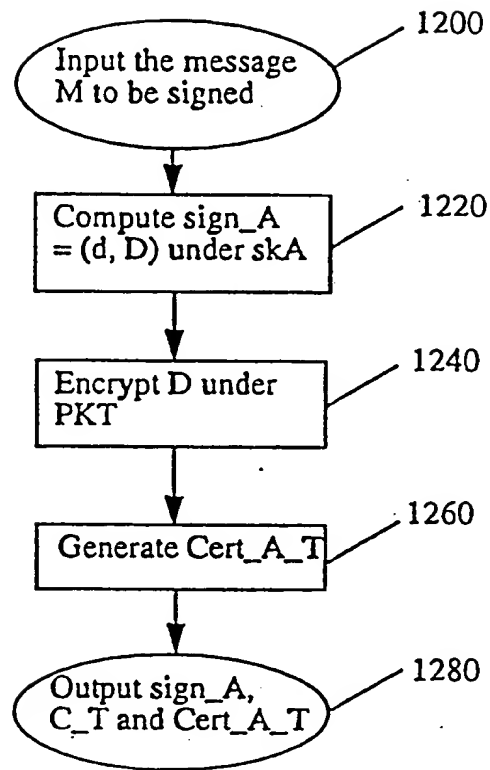 1200
Input the message
M to be signed
1220
Compute sign_A
= (d, D) under skA
1240
Encrypt D under
PKT
1260
Generate Cert_A_T
1280
Output sign_A,
C_T and Cert_A_T